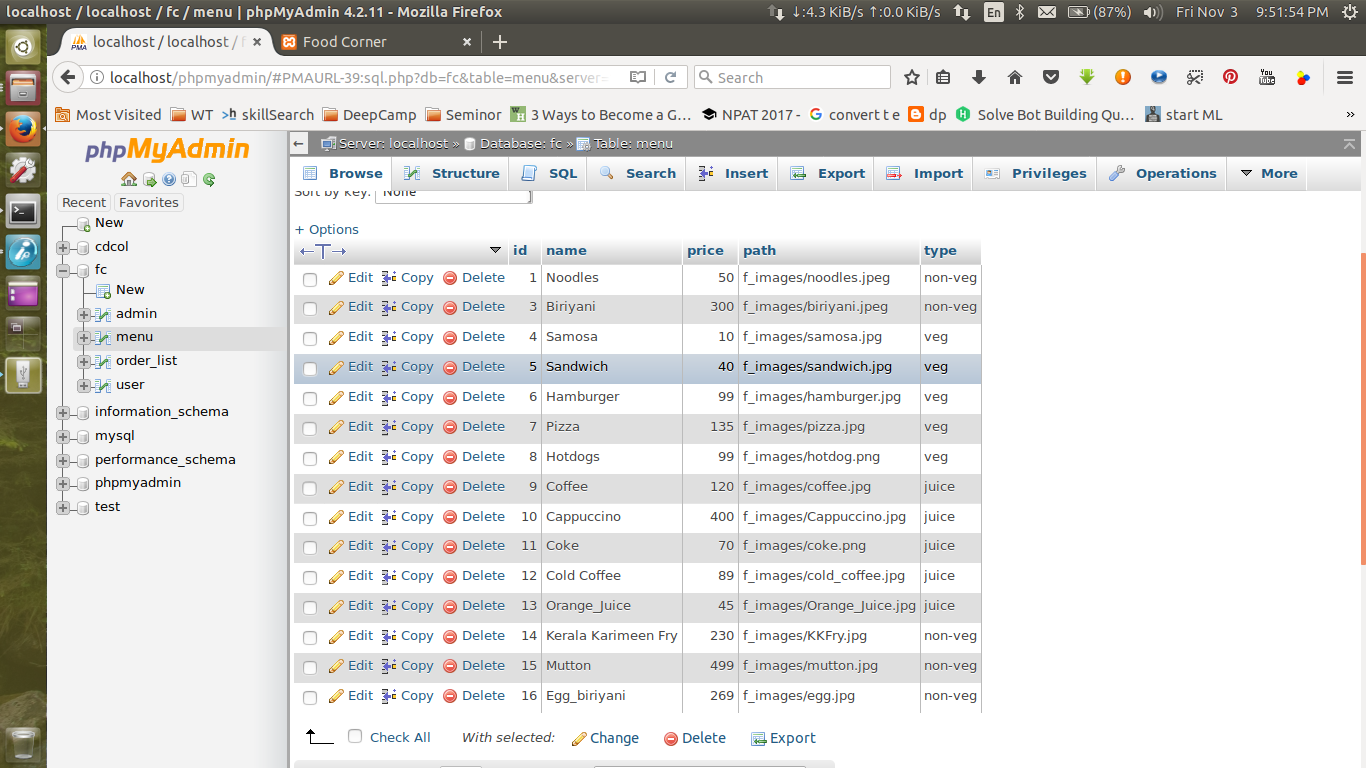 localhost / localhost / fc / menu | phpMyAdmin 4.2.11 - Mozilla Firefox ↓:4.3 KiB/s ↑:0.0 KiB/s En (87%) Fri Nov 3 9:51:54 PM
PMA localhost / localhost / f × Food Corner × +
localhost/phpmyadmin/#PMAURL-39:sql.php?db=fc&table=menu&server= Search You Tube
Most Visited WT >h skillSearch DeepCamp Seminor 3 Ways to Become a G… NPAT 2017 - convert t e dp Solve Bot Building Qu… start ML »
phpMyAdmin
Recent Favorites
New
cdcol
fc
New
admin
menu
order_list
user
information_schema
mysql
performance_schema
phpmyadmin
test
← Server: localhost » Database: fc » Table: menu
Browse Structure SQL Search Insert Export Import Privileges Operations More
Sort by key: None
+ Options
←T→ id name price path type
Edit Copy Delete 1 Noodles 50 f_images/noodles.jpeg non-veg
Edit Copy Delete 3 Biriyani 300 f_images/biriyani.jpeg non-veg
Edit Copy Delete 4 Samosa 10 f_images/samosa.jpg veg
Edit Copy Delete 5 Sandwich 40 f_images/sandwich.jpg veg
Edit Copy Delete 6 Hamburger 99 f_images/hamburger.jpg veg
Edit Copy Delete 7 Pizza 135 f_images/pizza.jpg veg
Edit Copy Delete 8 Hotdogs 99 f_images/hotdog.png veg
Edit Copy Delete 9 Coffee 120 f_images/coffee.jpg juice
Edit Copy Delete 10 Cappuccino 400 f_images/Cappuccino.jpg juice
Edit Copy Delete 11 Coke 70 f_images/coke.png juice
Edit Copy Delete 12 Cold Coffee 89 f_images/cold_coffee.jpg juice
Edit Copy Delete 13 Orange_Juice 45 f_images/Orange_Juice.jpg juice
Edit Copy Delete 14 Kerala Karimeen Fry 230 f_images/KKFry.jpg non-veg
Edit Copy Delete 15 Mutton 499 f_images/mutton.jpg non-veg
Edit Copy Delete 16 Egg_biriyani 269 f_images/egg.jpg non-veg
Check All With selected: Change Delete Export